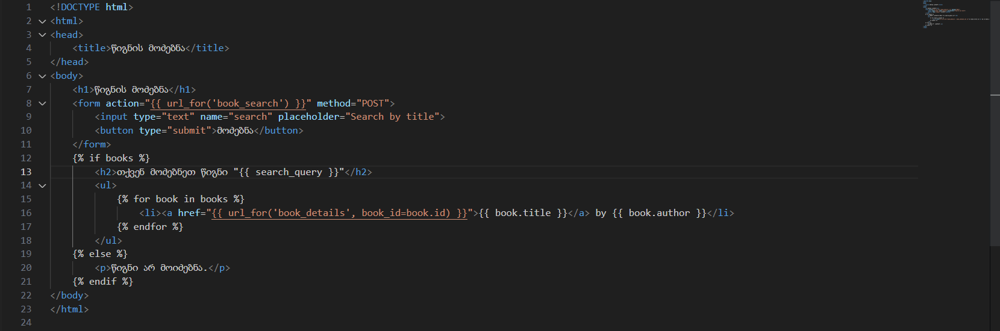 1 <!DOCTYPE html>
2 <html>
3 <head>
4 <title>წიგნის მოძებნა</title>
5 </head>
6 <body>
7 <h1>წიგნის მოძებნა</h1>
8 <form action="{{ url_for('book_search') }}" method="POST">
9 <input type="text" name="search" placeholder="Search by title">
10 <button type="submit">მოძებნა</button>
11 </form>
12 {% if books %}
13 <h2>თქვენ მოძებნეთ წიგნი "{{ search_query }}"</h2>
14 <ul>
15 {% for book in books %}
16 <li><a href="{{ url_for('book_details', book_id=book.id) }}">{{ book.title }}</a> by {{ book.author }}</li>
17 {% endfor %}
18 </ul>
19 {% else %}
20 <p>წიგნი არ მოიძებნა.</p>
21 {% endif %}
22 </body>
23 </html>
24